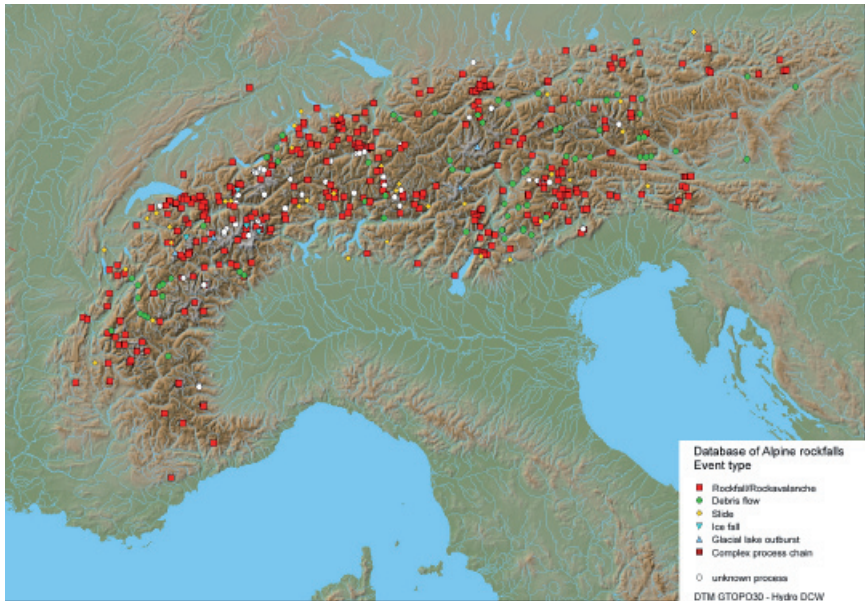 Database of Alpine rockfalls
Event type
Rockfall/Rockavalanche
Debris flow
Slide
Ice fall
Glacial lake outburst
Complex process chain
unknown process
DTM GTOPO30 - Hydro DCW